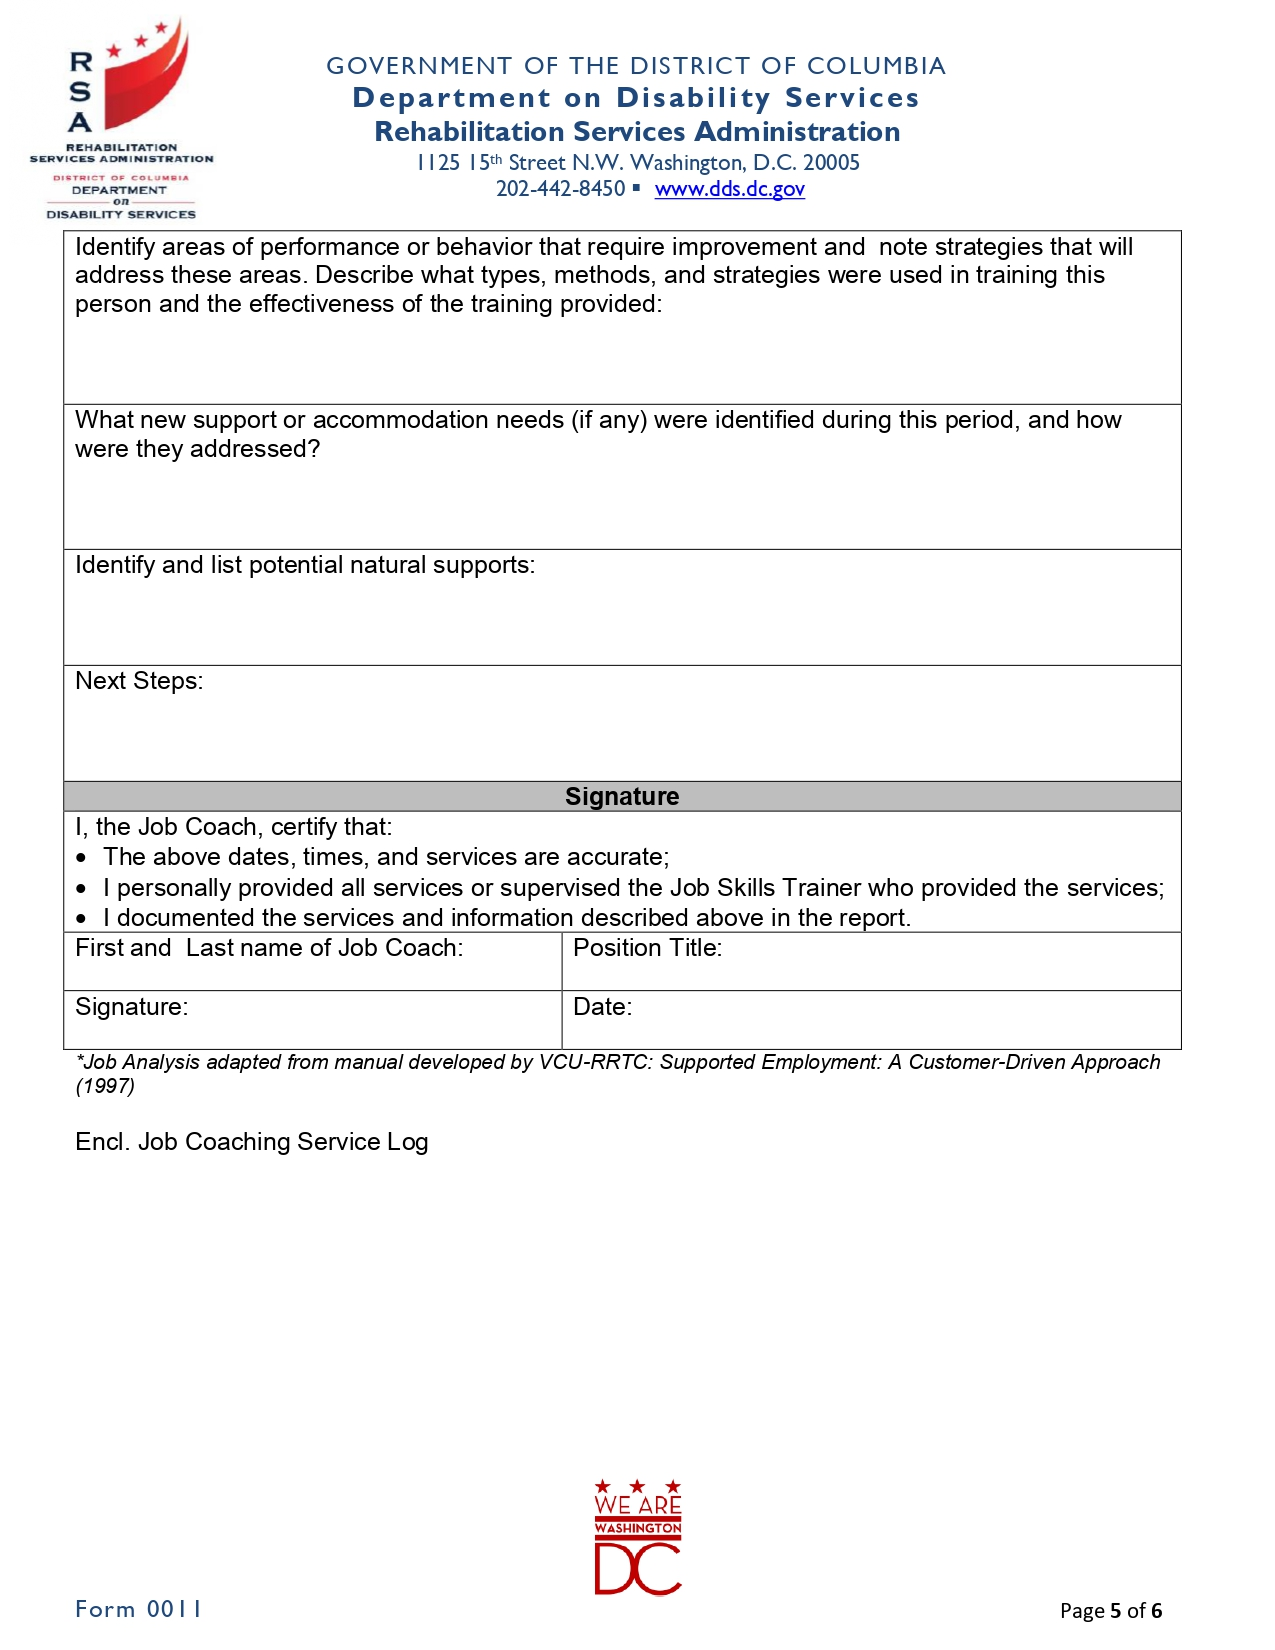 R
S
A
REHABILITATION
SERVICES ADMINISTRATION
DISTRICT OF COLUMBIA
DEPARTMENT
on
DISABILITY SERVICES
GOVERNMENT OF THE DISTRICT OF COLUMBIA
Department on Disability Services
Rehabilitation Services Administration
1125 15th Street N.W. Washington, D.C. 20005
202-442-8450 ▪ www.dds.dc.gov
Identify areas of performance or behavior that require improvement and  note strategies that will
address these areas. Describe what types, methods, and strategies were used in training this
person and the effectiveness of the training provided:
What new support or accommodation needs (if any) were identified during this period, and how
were they addressed?
Identify and list potential natural supports:
Next Steps:
Signature
I, the Job Coach, certify that:
• The above dates, times, and services are accurate;
• I personally provided all services or supervised the Job Skills Trainer who provided the services;
• I documented the services and information described above in the report.
First and  Last name of Job Coach:
Position Title:
Signature:
Date:
*Job Analysis adapted from manual developed by VCU-RRTC: Supported Employment: A Customer-Driven Approach
(1997)
Encl. Job Coaching Service Log
WE ARE
WASHINGTON
DC
Form 0011
Page 5 of 6